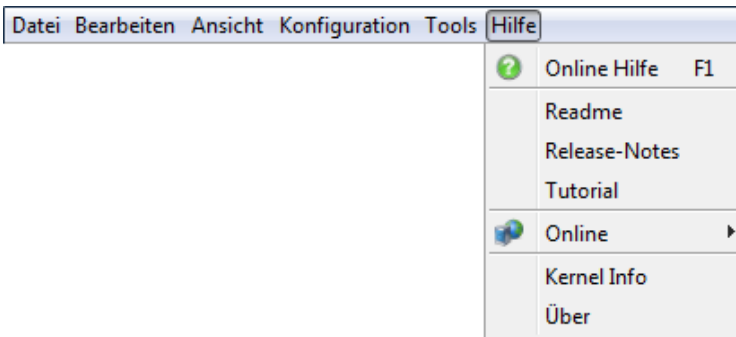 Datei Bearbeiten Ansicht Konfiguration Tools Hilfe
Online Hilfe F1
Readme
Release-Notes
Tutorial
Online
Kernel Info
Über